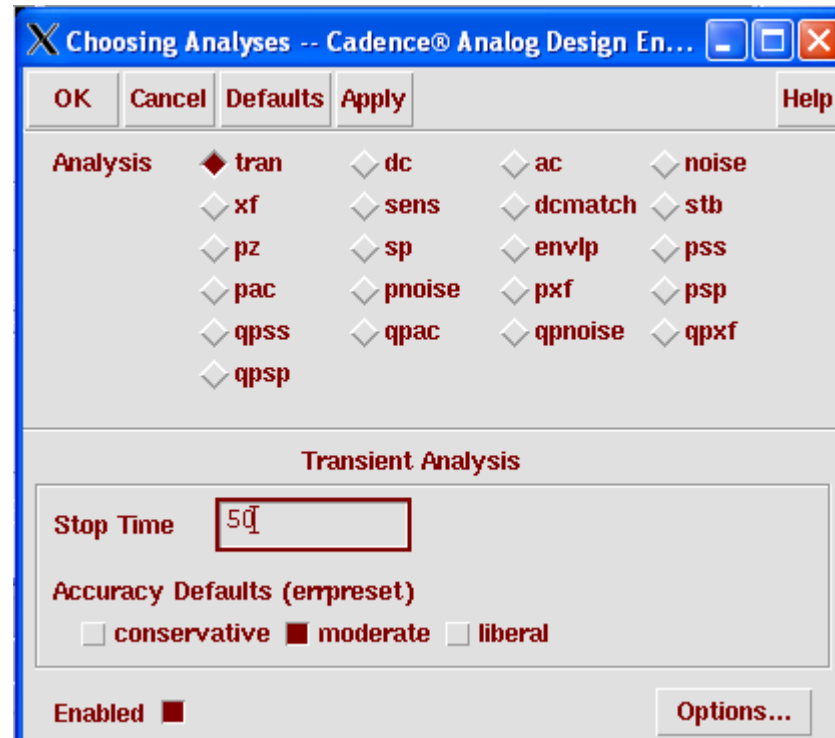 X Choosing Analyses -- Cadence® Analog Design En...
OK Cancel Defaults Apply Help
Analysis tran dc ac noise
xf sens dcmatch stb
pz sp envlp pss
pac pnoise pxf psp
qpss qpac qpnoise qpxf
qpsp
Transient Analysis
Stop Time 50
Accuracy Defaults (errpreset)
conservative moderate liberal
Enabled Options...